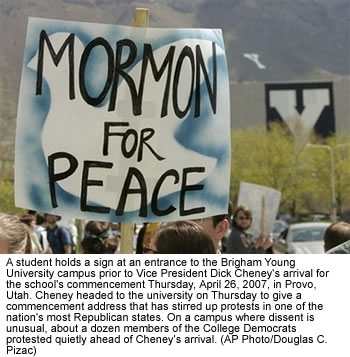 MORMON
FOR
PEACE
Y
Y
A student holds a sign at an entrance to the Brigham Young
University campus prior to Vice President Dick Cheney's arrival for
the school's commencement Thursday, April 26, 2007, in Provo,
Utah. Cheney headed to the university on Thursday to give a
commencement address that has stirred up protests in one of the
nation's most Republican states. On a campus where dissent is
unusual, about a dozen members of the College Democrats
protested quietly ahead of Cheney's arrival. (AP Photo/Douglas C.
Pizac)